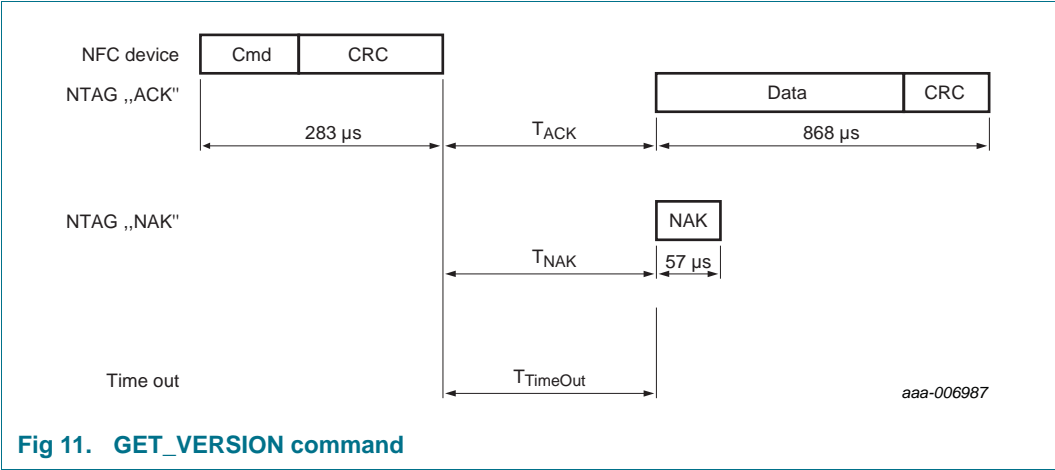 NFC device Cmd CRC
NTAG ,,ACK" Data CRC
283 µs TACK 868 µs
NTAG ,,NAK" NAK
TNAK 57 µs
Time out TTimeOut aaa-006987
Fig 11. GET_VERSION command